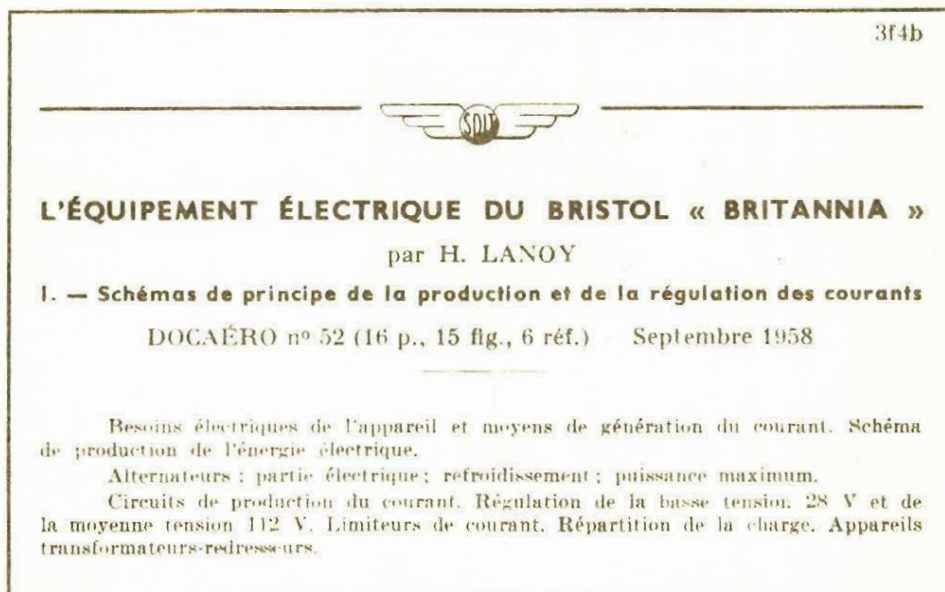 3f4b
SDIT
L'ÉQUIPEMENT ÉLECTRIQUE DU BRISTOL « BRITANNIA »
par H. LANOY
I. — Schémas de principe de la production et de la régulation des courants
DOCAÉRO nº 52 (16 p., 15 fig., 6 réf.) Septembre 1958
Besoins électriques de l'appareil et moyens de génération du courant. Schéma
de production de l'énergie électrique.
Alternateurs : partie électrique ; refroidissement ; puissance maximum.
Circuits de production du courant. Régulation de la basse tension 28 V et de
la moyenne tension 112 V. Limiteurs de courant. Répartition de la charge. Appareils
transformateurs-redresseurs.